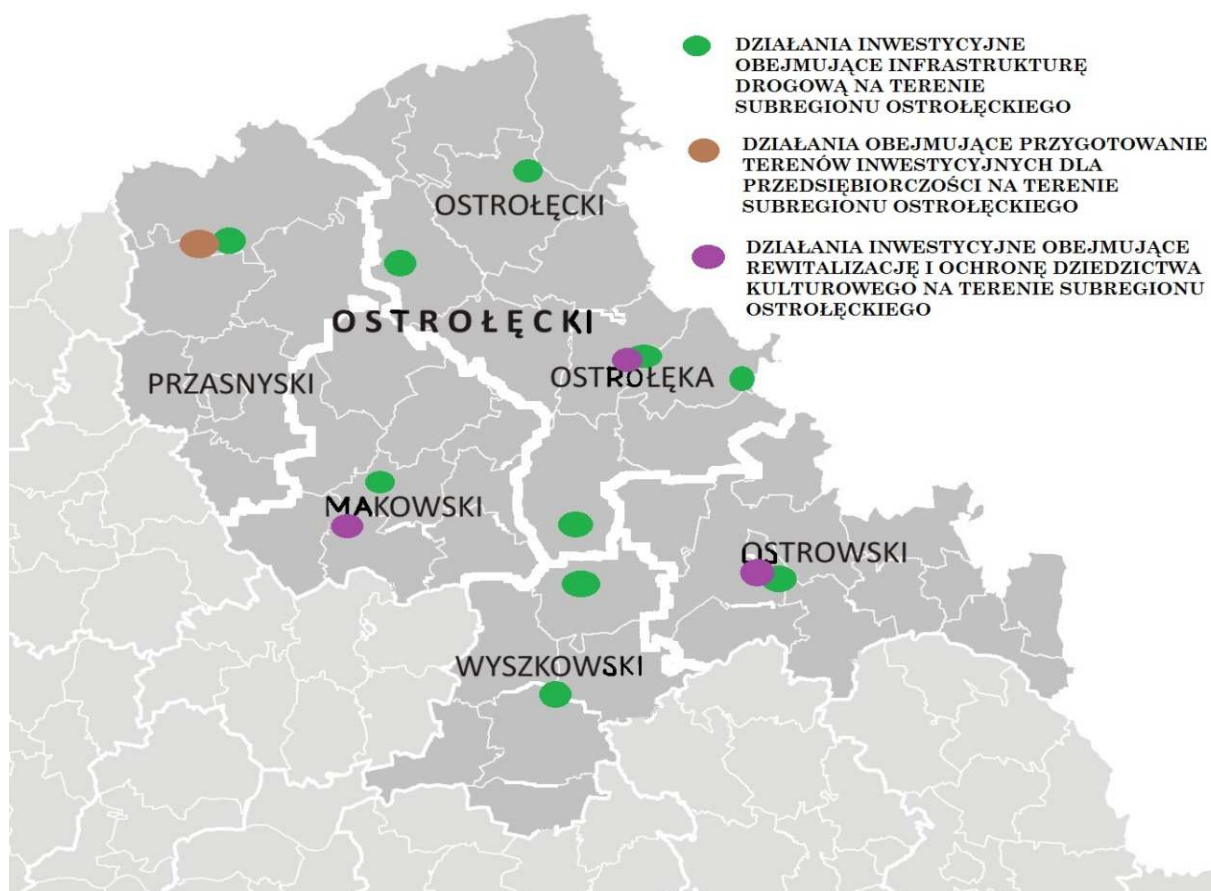 DZIAŁANIA INWESTYCYJNE
OBEJMUJĄCE INFRASTRUKTURĘ
DROGOWĄ NA TERENIE
SUBREGIONU OSTROŁĘCKIEGO
DZIAŁANIA OBEJMUJĄCE PRZYGOTOWANIE
TERENÓW INWESTYCYJNYCH DLA
PRZEDSIĘBIORCZOŚCI NA TERENIE
SUBREGIONU OSTROŁĘCKIEGO
DZIAŁANIA INWESTYCYJNE OBEJMUJĄCE
REWITALIZACJĘ I OCHRONĘ DZIEDZICTWA
KULTUROWEGO NA TERENIE SUBREGIONU
OSTROŁĘCKIEGO
OSTROŁĘCKI
OSTROŁĘCKI
PRZASNYSKI
OSTROŁĘKA
MAKOWSKI
OSTROWSKI
WYSZKOWSKI